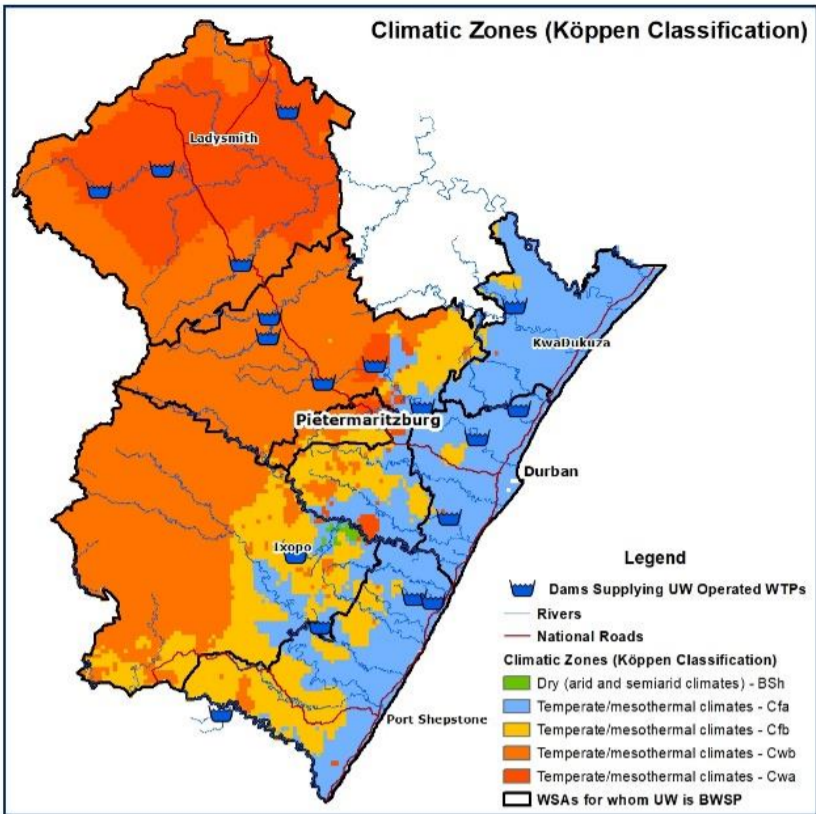 Climatic Zones (Köppen Classification)
Ladysmith
KwaDukuza
Pietermaritzburg
Durban
Ixopo
Port Shepstone
Legend
Dams Supplying UW Operated WTPs
Rivers
National Roads
Climatic Zones (Köppen Classification)
Dry (arid and semiarid climates) - BSh
Temperate/mesothermal climates - Cfa
Temperate/mesothermal climates - Cfb
Temperate/mesothermal climates - Cwb
Temperate/mesothermal climates - Cwa
WSAs for whom UW is BWSP